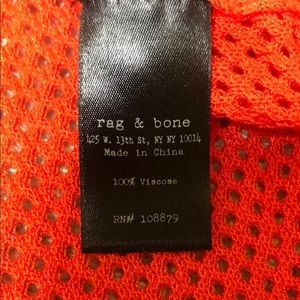 rag & bone
425 W. 13th St, NY NY 10014
Made in China
100% Viscose
RN# 108879